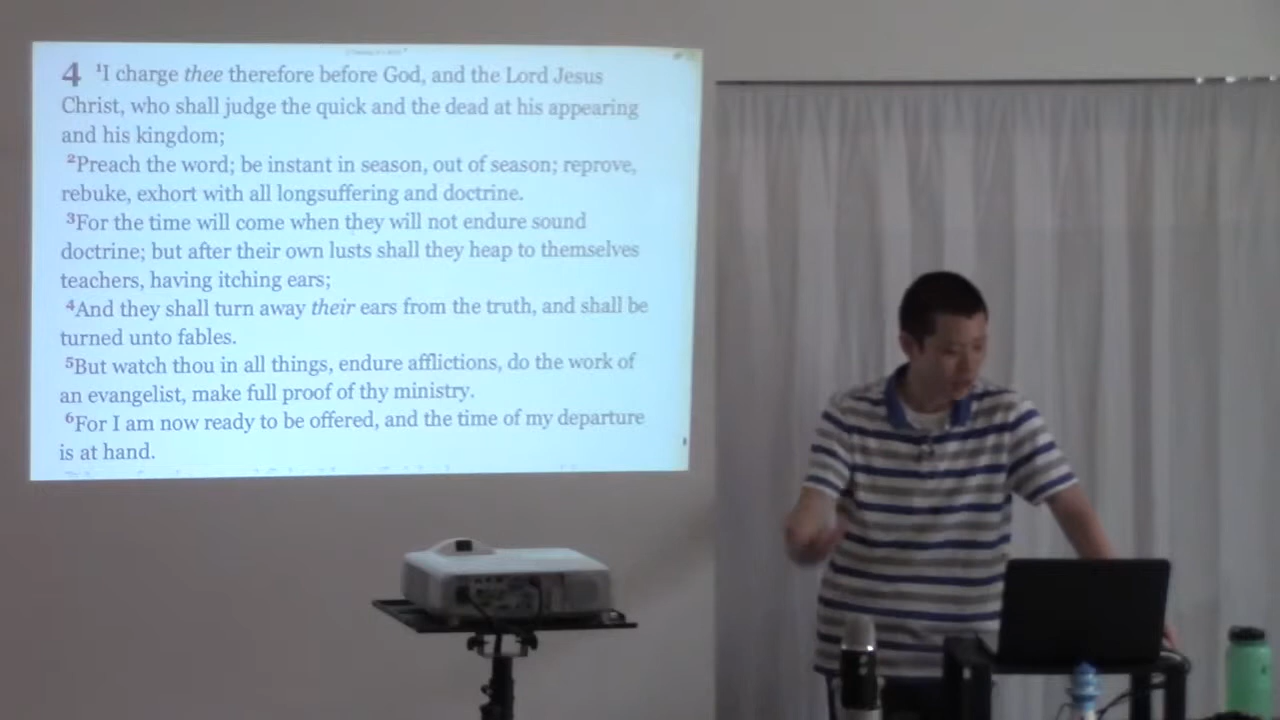 4 ¹I charge thee therefore before God, and the Lord Jesus
Christ, who shall judge the quick and the dead at his appearing
and his kingdom;
²Preach the word; be instant in season, out of season; reprove,
rebuke, exhort with all longsuffering and doctrine.
³For the time will come when they will not endure sound
doctrine; but after their own lusts shall they heap to themselves
teachers, having itching ears;
⁴And they shall turn away their ears from the truth, and shall be
turned unto fables.
⁵But watch thou in all things, endure afflictions, do the work of
an evangelist, make full proof of thy ministry.
⁶For I am now ready to be offered, and the time of my departure
is at hand.